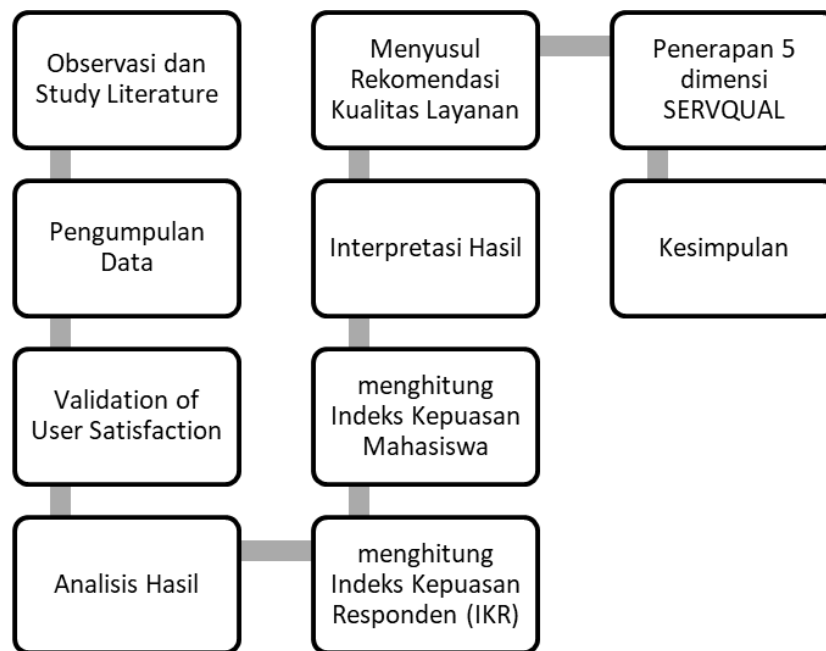 Observasi dan
Study Literature
Pengumpulan
Data
Validation of
User Satisfaction
Analisis Hasil
menghitung
Indeks Kepuasan
Responden (IKR)
menghitung
Indeks Kepuasan
Mahasiswa
Interpretasi Hasil
Menyusul
Rekomendasi
Kualitas Layanan
Penerapan 5
dimensi
SERVQUAL
Kesimpulan